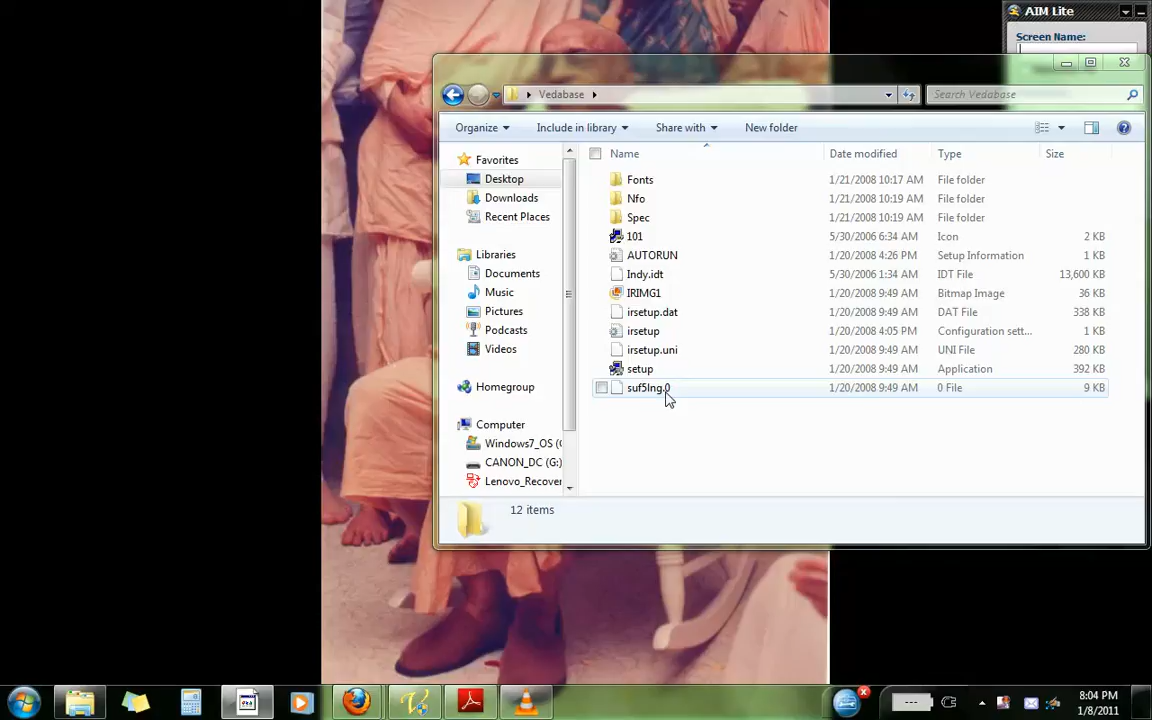 AIM Lite
Screen Name:
Vedabase
Search Vedabase
Organize Include in library Share with New folder
Name Date modified Type Size
Favorites
Desktop
Downloads
Recent Places
Libraries
Documents
Music
Pictures
Podcasts
Videos
Homegroup
Computer
Windows7_OS (
CANON_DC (G:)
Lenovo_Recover
Fonts 1/21/2008 10:17 AM File folder
Nfo 1/21/2008 10:19 AM File folder
Spec 1/21/2008 10:19 AM File folder
101 5/30/2006 6:34 AM Icon 2 KB
AUTORUN 1/20/2008 4:26 PM Setup Information 1 KB
Indy.idt 5/30/2006 1:34 AM IDT File 13,600 KB
IRIMG1 1/20/2008 9:49 AM Bitmap Image 36 KB
irsetup.dat 1/20/2008 9:49 AM DAT File 338 KB
irsetup 1/20/2008 4:05 PM Configuration sett... 1 KB
irsetup.uni 1/20/2008 9:49 AM UNI File 280 KB
setup 1/20/2008 9:49 AM Application 392 KB
suf5lng.0 1/20/2008 9:49 AM 0 File 9 KB
12 items
8:04 PM
1/8/2011